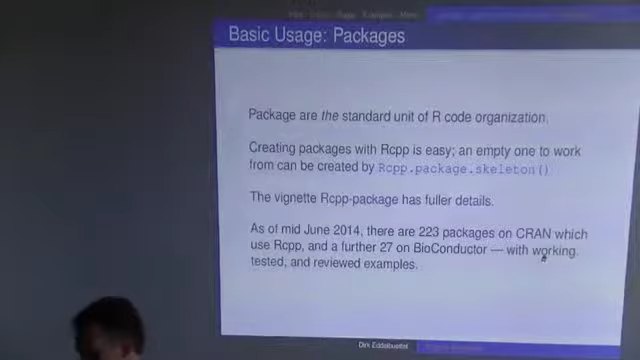 Basic Usage: Packages
Package are the standard unit of R code organization.
Creating packages with Rcpp is easy; an empty one to work
from can be created by Rcpp.package.skeleton()
The vignette Rcpp-package has fuller details.
As of mid June 2014, there are 223 packages on CRAN which
use Rcpp, and a further 27 on BioConductor — with working,
tested, and reviewed examples.
Dirk Eddelbuettel